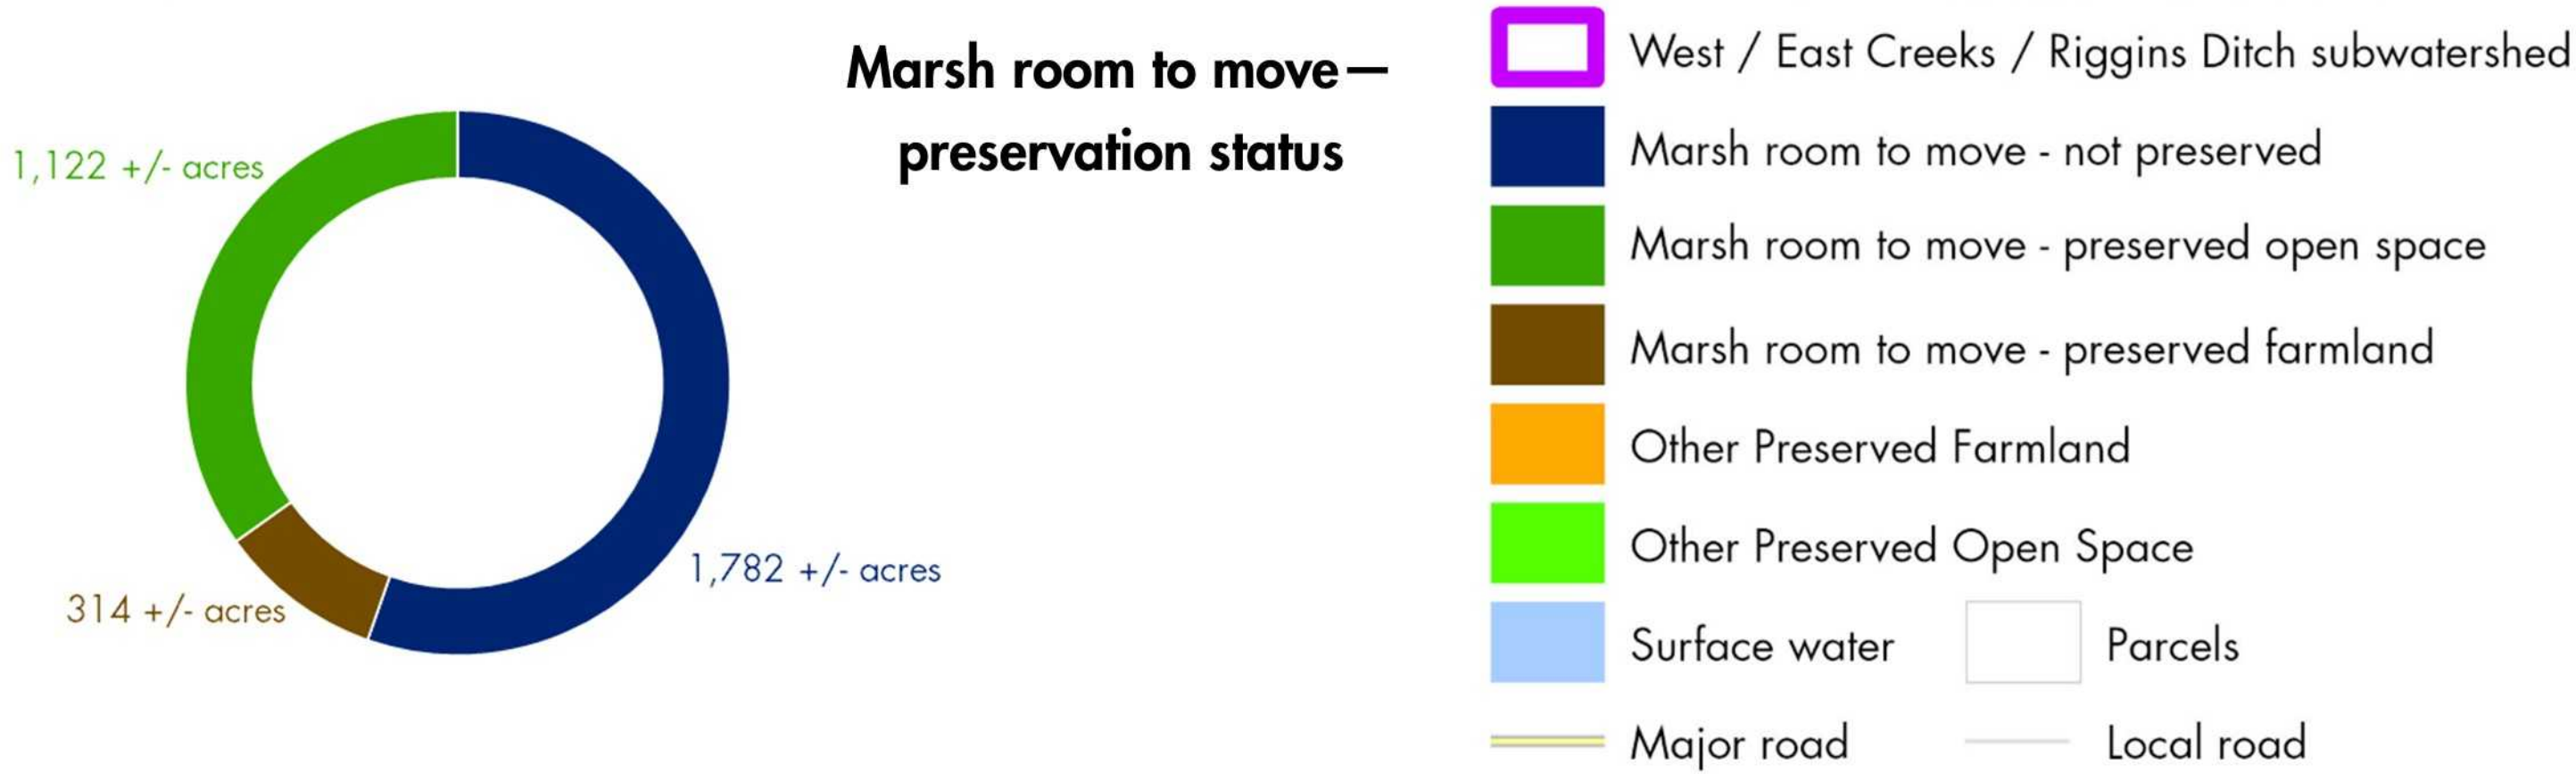 Marsh room to move—
preservation status
1,122 +/- acres
314 +/- acres
1,782 +/- acres
West / East Creeks / Riggins Ditch subwatershed
Marsh room to move - not preserved
Marsh room to move - preserved open space
Marsh room to move - preserved farmland
Other Preserved Farmland
Other Preserved Open Space
Surface water
Parcels
Major road
Local road